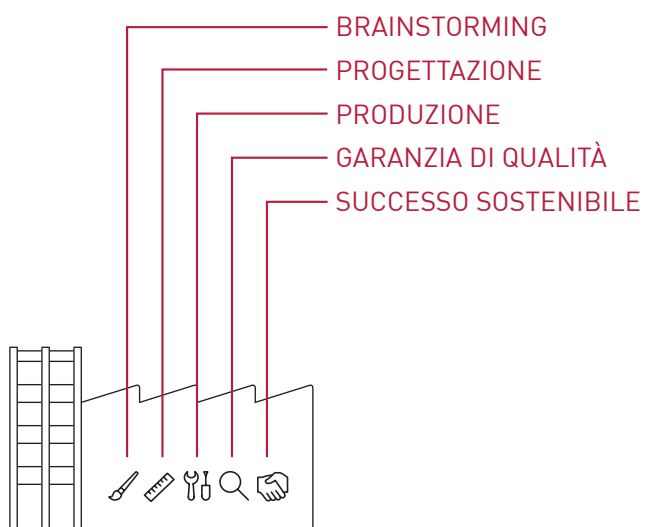 BRAINSTORMING
PROGETTAZIONE
PRODUZIONE
GARANZIA DI QUALITÀ
SUCCESSO SOSTENIBILE